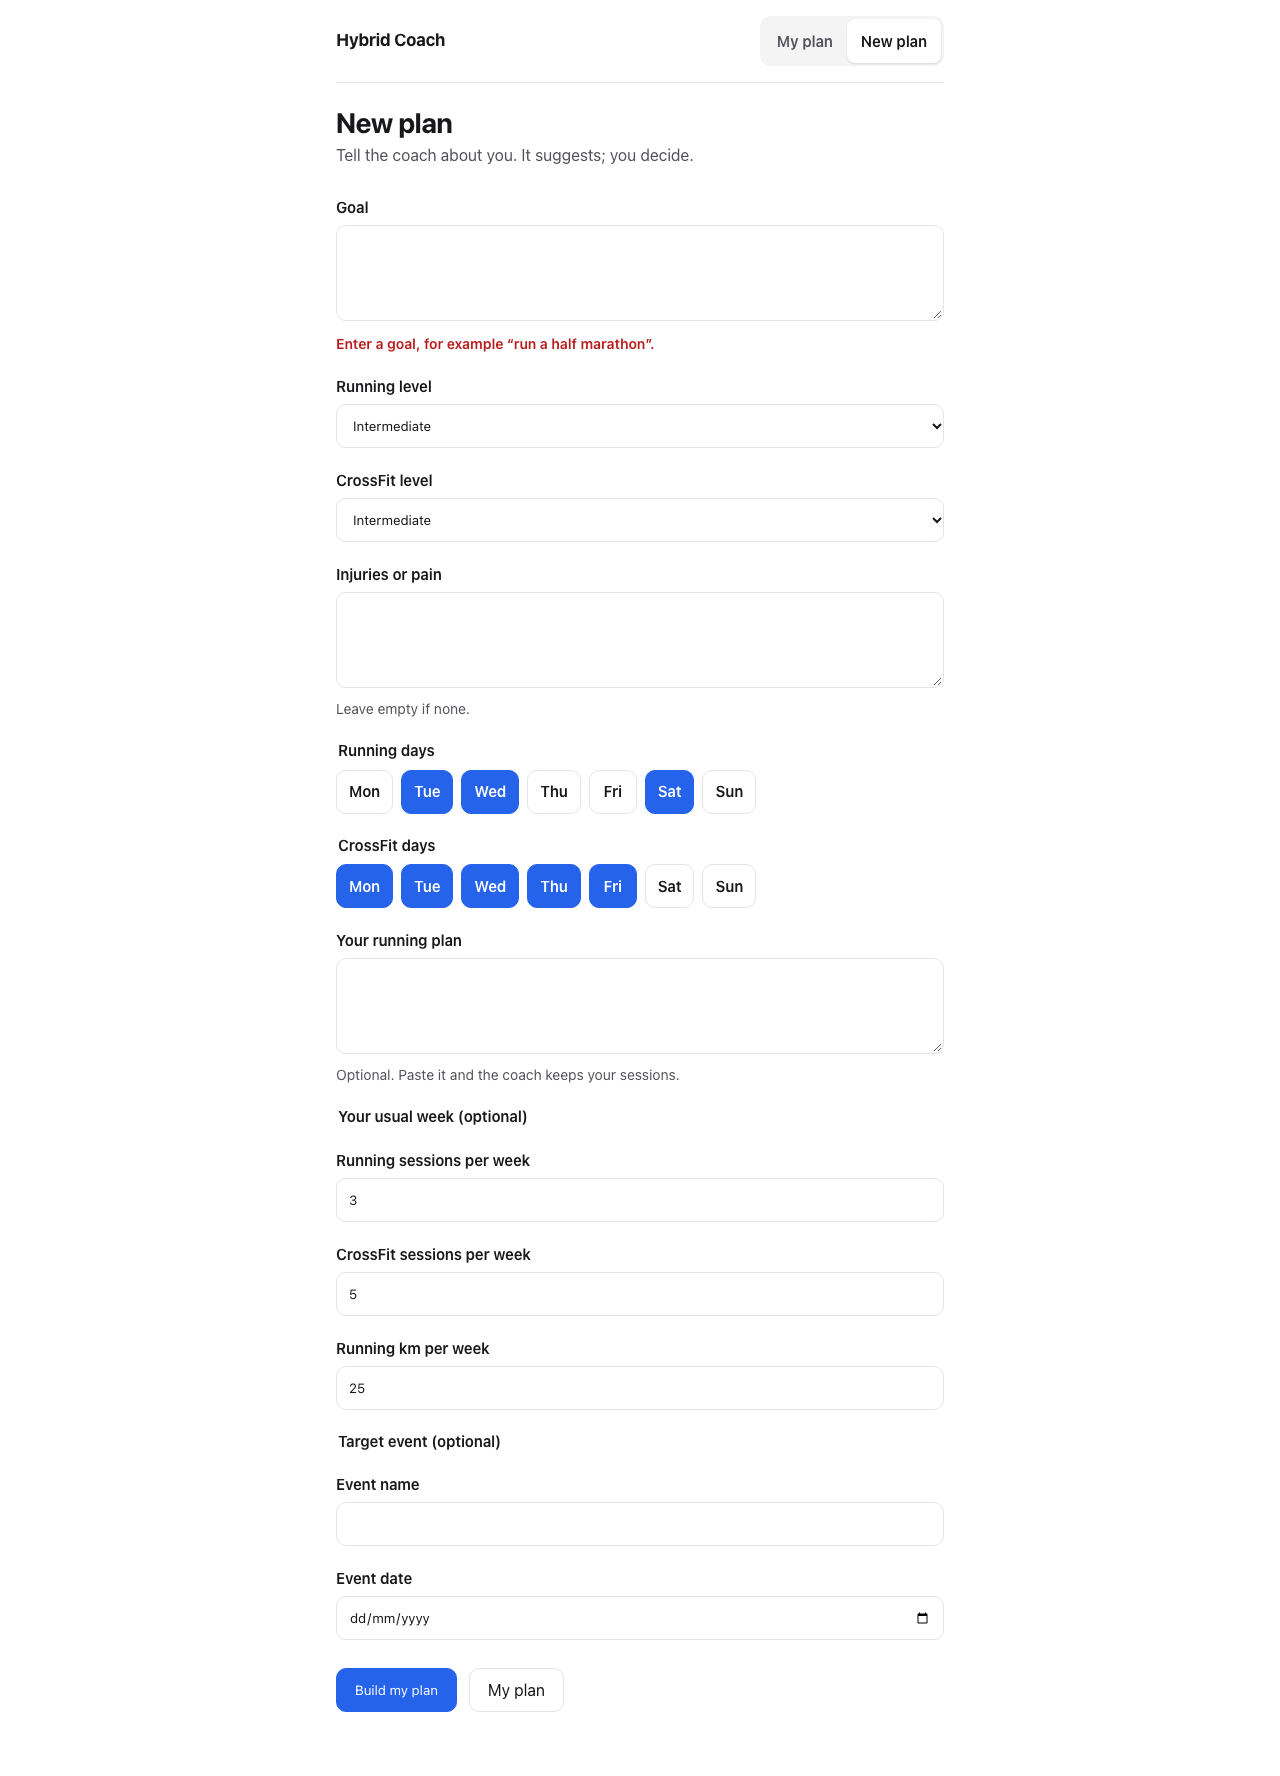 Hybrid Coach
My plan
New plan
New plan
Tell the coach about you. It suggests; you decide.
Goal
Enter a goal, for example “run a half marathon”.
Running level
Intermediate
CrossFit level
Intermediate
Injuries or pain
Leave empty if none.
Running days
Mon Tue Wed Thu Fri Sat Sun
CrossFit days
Mon Tue Wed Thu Fri Sat Sun
Your running plan
Optional. Paste it and the coach keeps your sessions.
Your usual week (optional)
Running sessions per week
3
CrossFit sessions per week
5
Running km per week
25
Target event (optional)
Event name
Event date
dd/mm/yyyy
Build my plan
My plan